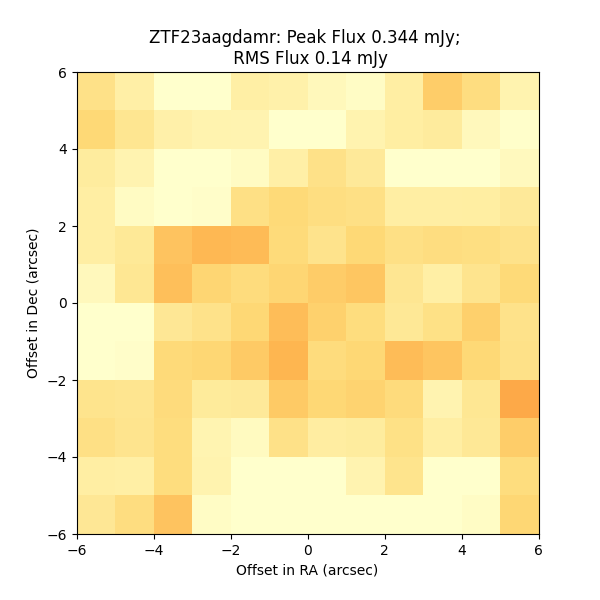 ZTF23aagdamr: Peak Flux 0.344 mJy;
RMS Flux 0.14 mJy
6
4
2
0
−2
−4
−6
Offset in Dec (arcsec)
−6 −4 −2 0 2 4 6
Offset in RA (arcsec)